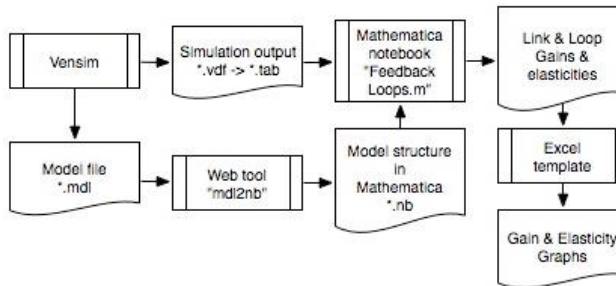 Vensim
Simulation output
*.vdf -> *.tab
Mathematica
notebook
"Feedback
Loops.m"
Link & Loop
Gains &
elasticities
Model file
*.mdl
Web tool
"mdl2nb"
Model structure
in
Mathematica
*.nb
Excel
template
Gain & Elasticity
Graphs